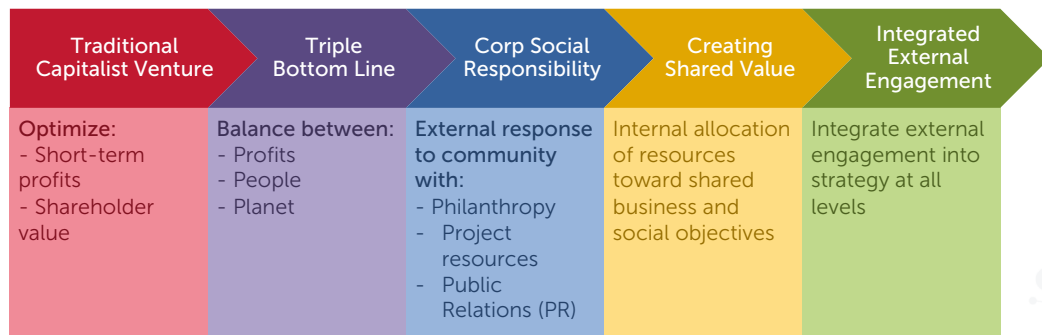 Traditional
Capitalist Venture
Triple
Bottom Line
Corp Social
Responsibility
Creating
Shared Value
Integrated
External
Engagement
Optimize:
- Short-term
profits
- Shareholder
value
Balance between:
- Profits
- People
- Planet
External response
to community
with:
- Philanthropy
- Project
resources
- Public
Relations (PR)
Internal allocation
of resources
toward shared
business and
social objectives
Integrate external
engagement into
strategy at all
levels